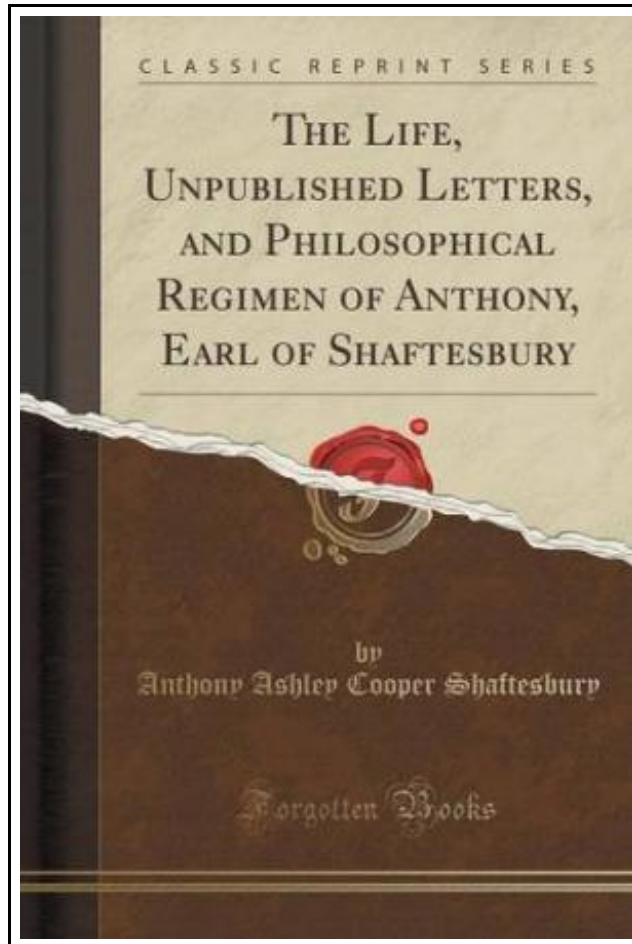 CLASSIC REPRINT SERIES
THE LIFE,
UNPUBLISHED LETTERS,
AND PHILOSOPHICAL
REGIMEN OF ANTHONY,
EARL OF SHAFTESBURY
by
Anthony Ashley Cooper Shaftesbury
Forgotten Books